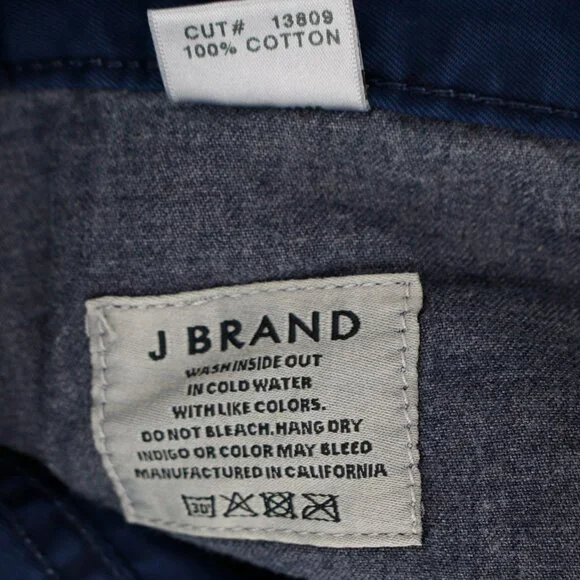 CUT# 13809
100% COTTON
J BRAND
WASH INSIDE OUT
IN COLD WATER
WITH LIKE COLORS.
DO NOT BLEACH. HANG DRY
INDIGO OR COLOR MAY BLEED
MANUFACTURED IN CALIFORNIA
30°